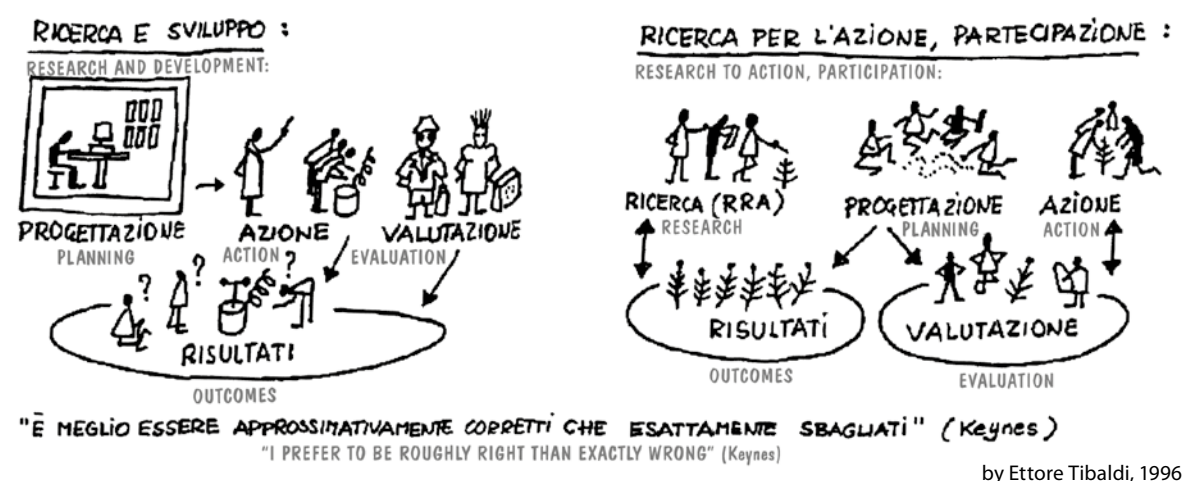 RICERCA E SVILUPPO :
RESEARCH AND DEVELOPMENT:
PROGETTAZIONE
PLANNING
AZIONE
ACTION
VALUTAZIONE
EVALUATION
? ? ?
RISULTATI
OUTCOMES
RICERCA PER L'AZIONE, PARTECIPAZIONE :
RESEARCH TO ACTION, PARTICIPATION:
RICERCA (RRA)
RESEARCH
PROGETTAZIONE
PLANNING
AZIONE
ACTION
RISULTATI
OUTCOMES
VALUTAZIONE
EVALUATION
"È MEGLIO ESSERE APPROSSIMATIVAMENTE CORRETTI CHE ESATTAMENTE SBAGLIATI" (Keynes)
"I PREFER TO BE ROUGHLY RIGHT THAN EXACTLY WRONG" (Keynes)
by Ettore Tibaldi, 1996